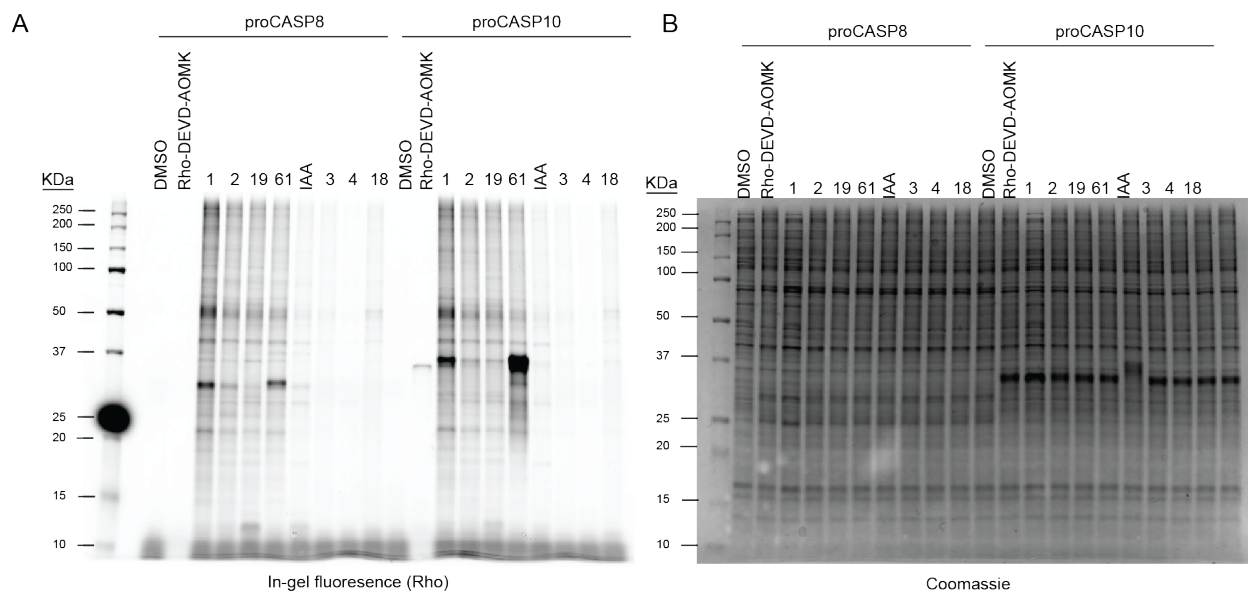 A
proCASP8
proCASP10
DMSO
Rho-DEVD-AOMK
1
2
19
61
IAA
3
4
18
DMSO
Rho-DEVD-AOMK
1
2
19
61
IAA
3
4
18
KDa
250
200
150
100
50
37
25
20
15
10
In-gel fluoresence (Rho)
B
proCASP8
proCASP10
DMSO
Rho-DEVD-AOMK
1
2
19
61
IAA
3
4
18
DMSO
Rho-DEVD-AOMK
1
2
19
61
IAA
3
4
18
KDa
250
200
150
100
50
37
25
20
15
10
Coomassie